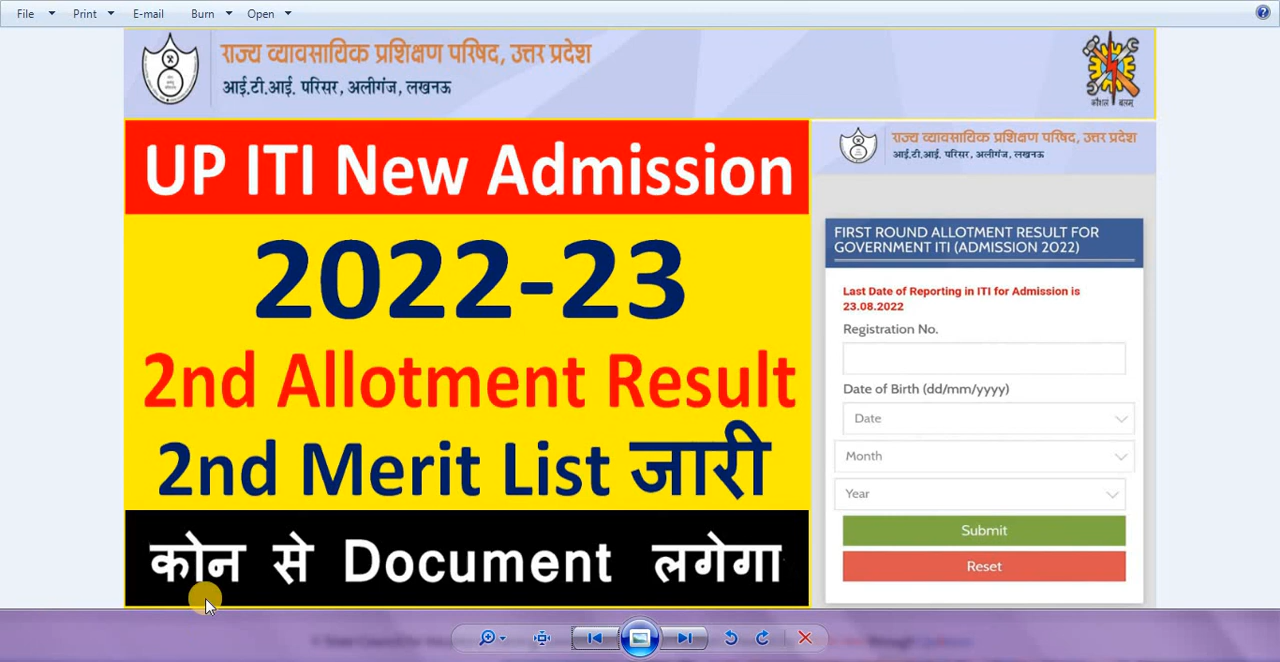 File Print E-mail Burn Open
राज्य व्यावसायिक प्रशिक्षण परिषद, उत्तर प्रदेश
आई.टी.आई. परिसर, अलीगंज, लखनऊ
कौशल बलम्
UP ITI New Admission
2022-23
2nd Allotment Result
2nd Merit List जारी
कोन से Document लगेगा
राज्य व्यावसायिक प्रशिक्षण परिषद, उत्तर प्रदेश
आई.टी.आई. परिसर, अलीगंज, लखनऊ
FIRST ROUND ALLOTMENT RESULT FOR
GOVERNMENT ITI (ADMISSION 2022)
Last Date of Reporting in ITI for Admission is
23.08.2022
Registration No.
Date of Birth (dd/mm/yyyy)
Date
Month
Year
Submit
Reset